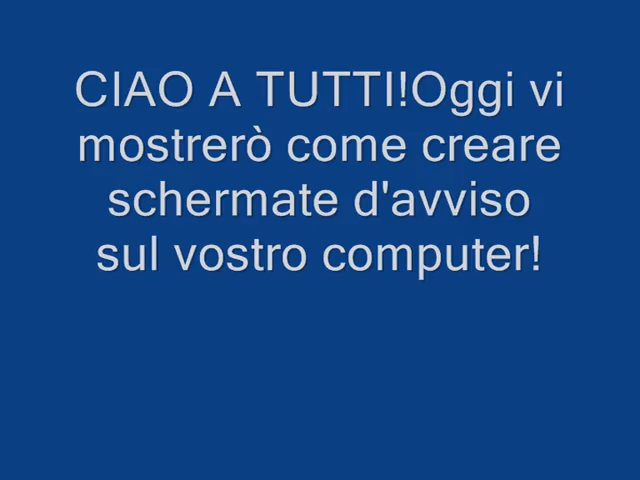 CIAO A TUTTI!Oggi vi
mostrerò come creare
schermate d'avviso
sul vostro computer!